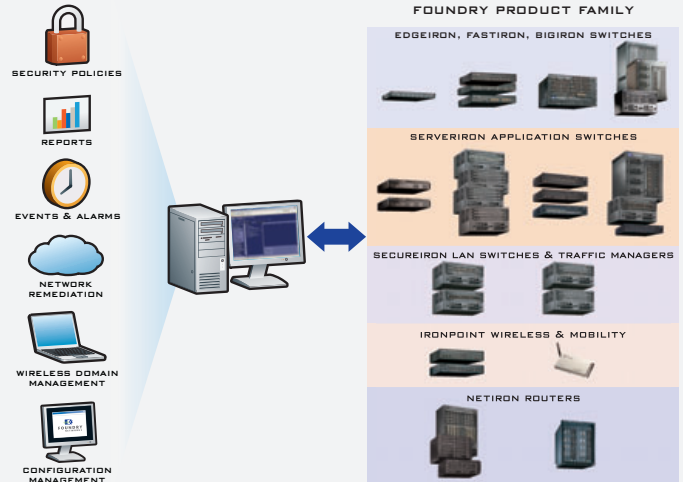 SECURITY POLICIES
REPORTS
EVENTS & ALARMS
NETWORK
REMEDIATION
WIRELESS DOMAIN
MANAGEMENT
FOUNDRY
CONFIGURATION
MANAGEMENT
FOUNDRY PRODUCT FAMILY
EDGEIRON, FASTIRON, BIGIRON SWITCHES
SERVERIRON APPLICATION SWITCHES
SECUREIRON LAN SWITCHES & TRAFFIC MANAGERS
IRONPOINT WIRELESS & MOBILITY
NETIRON ROUTERS